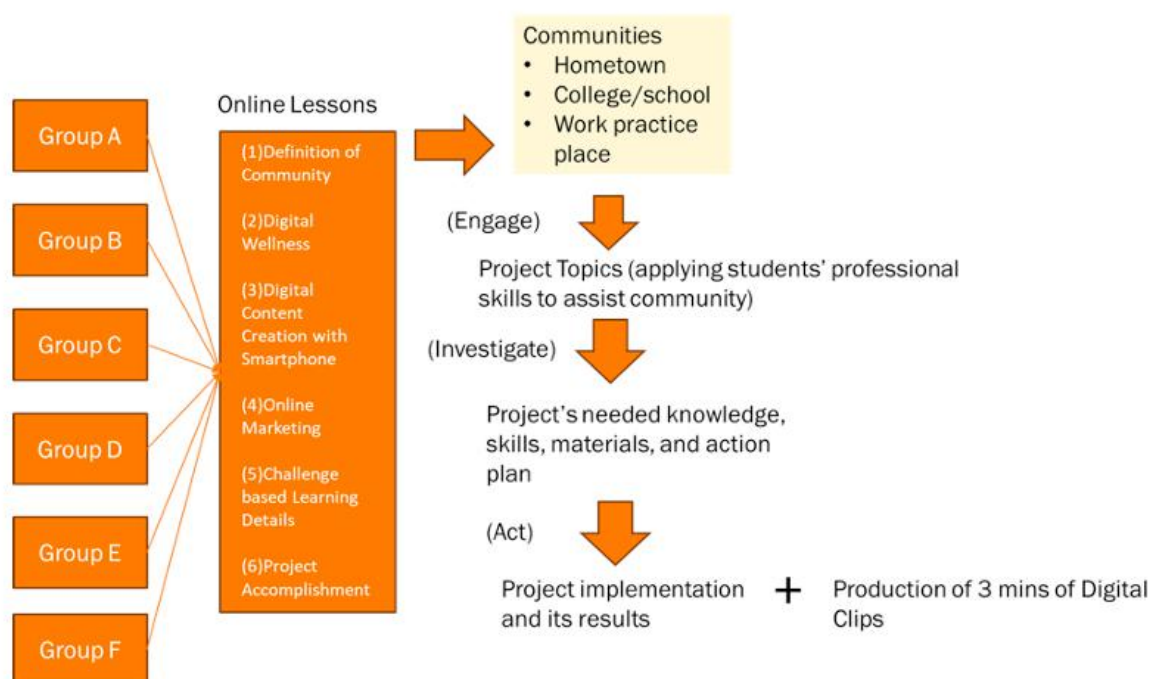 Group A
Group B
Group C
Group D
Group E
Group F
Online Lessons
(1)Definition of
Community
(2)Digital
Wellness
(3)Digital
Content
Creation with
Smartphone
(4)Online
Marketing
(5)Challenge
based Learning
Details
(6)Project
Accomplishment
Communities
• Hometown
• College/school
• Work practice
place
(Engage)
Project Topics (applying students' professional
skills to assist community)
(Investigate)
Project's needed knowledge,
skills, materials, and action
plan
(Act)
Project implementation
and its results
+
Production of 3 mins of Digital
Clips